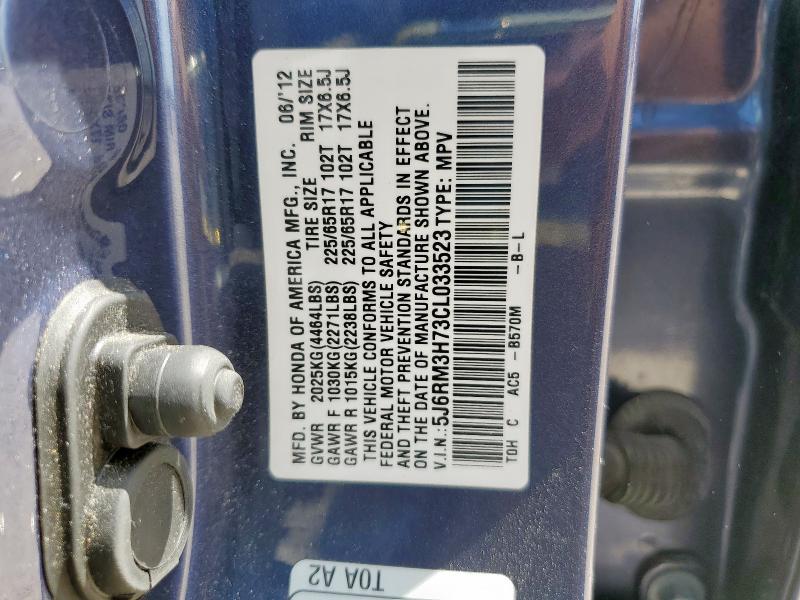 MFD. BY HONDA OF AMERICA MFG., INC. 06/'12
GVWR 2025KG(4464LBS) TIRE SIZE RIM SIZE
GAWR F 1030KG(2271LBS) 225/65R17 102T 17X6.5J
GAWR R 1015KG(2238LBS) 225/65R17 102T 17X6.5J
THIS VEHICLE CONFORMS TO ALL APPLICABLE
FEDERAL MOTOR VEHICLE SAFETY
AND THEFT PREVENTION STANDARDS IN EFFECT
ON THE DATE OF MANUFACTURE SHOWN ABOVE.
V.I.N.:5J6RM3H73CL033523 TYPE: MPV
TOH C AC5 -B570M -B-L
T0A A2